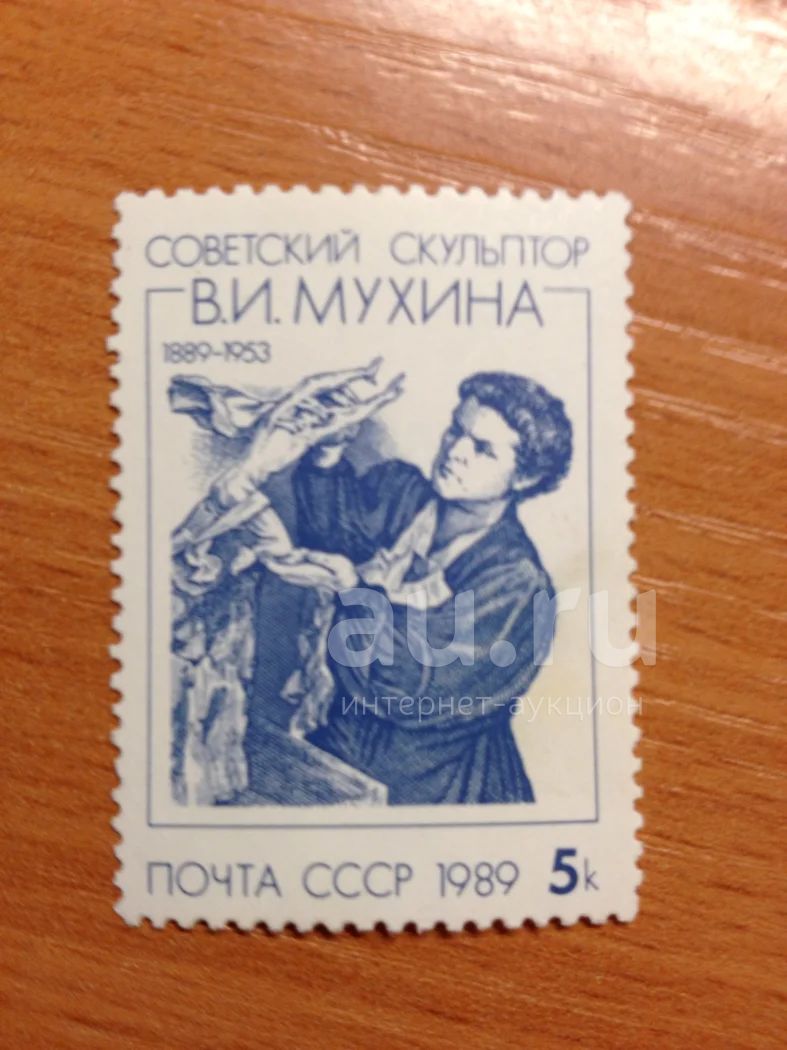 СОВЕТСКИЙ СКУЛЬПТОР
В.И. МУХИНА
1889-1953
au.ru
интернет-аукцион
ПОЧТА СССР 1989 5к